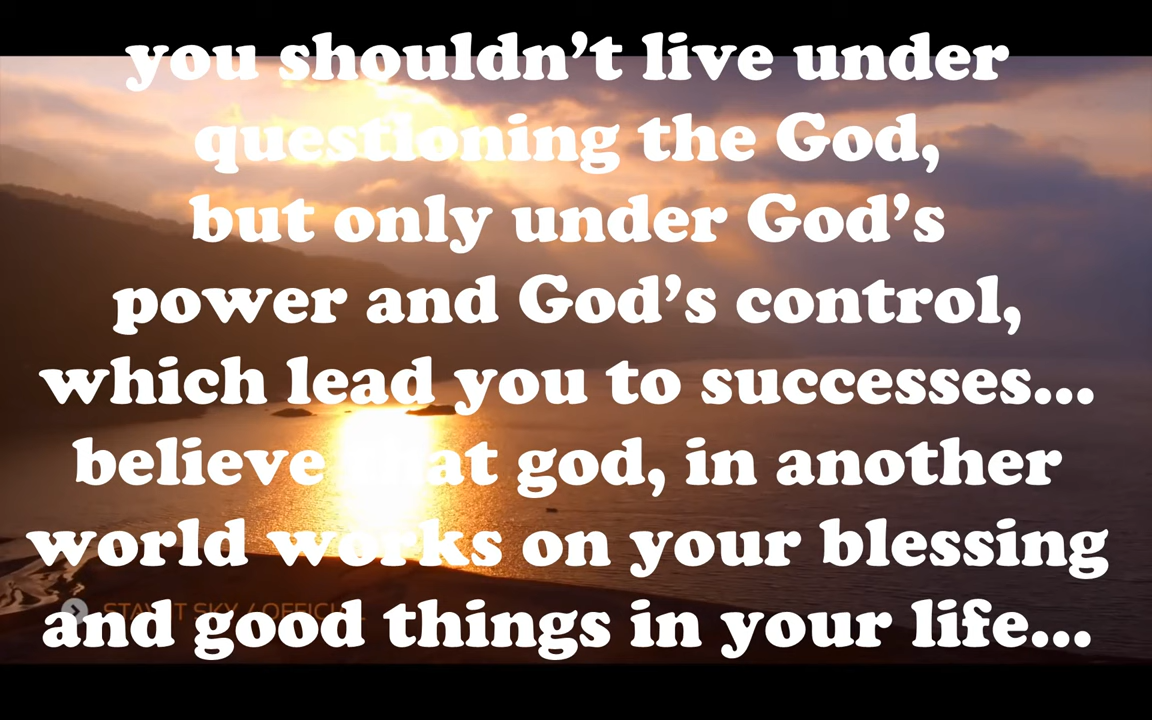 you shouldn’t live under
questioning the God,
but only under God’s
power and God’s control,
which lead you to successes...
believe that god, in another
world works on your blessing
and good things in your life...